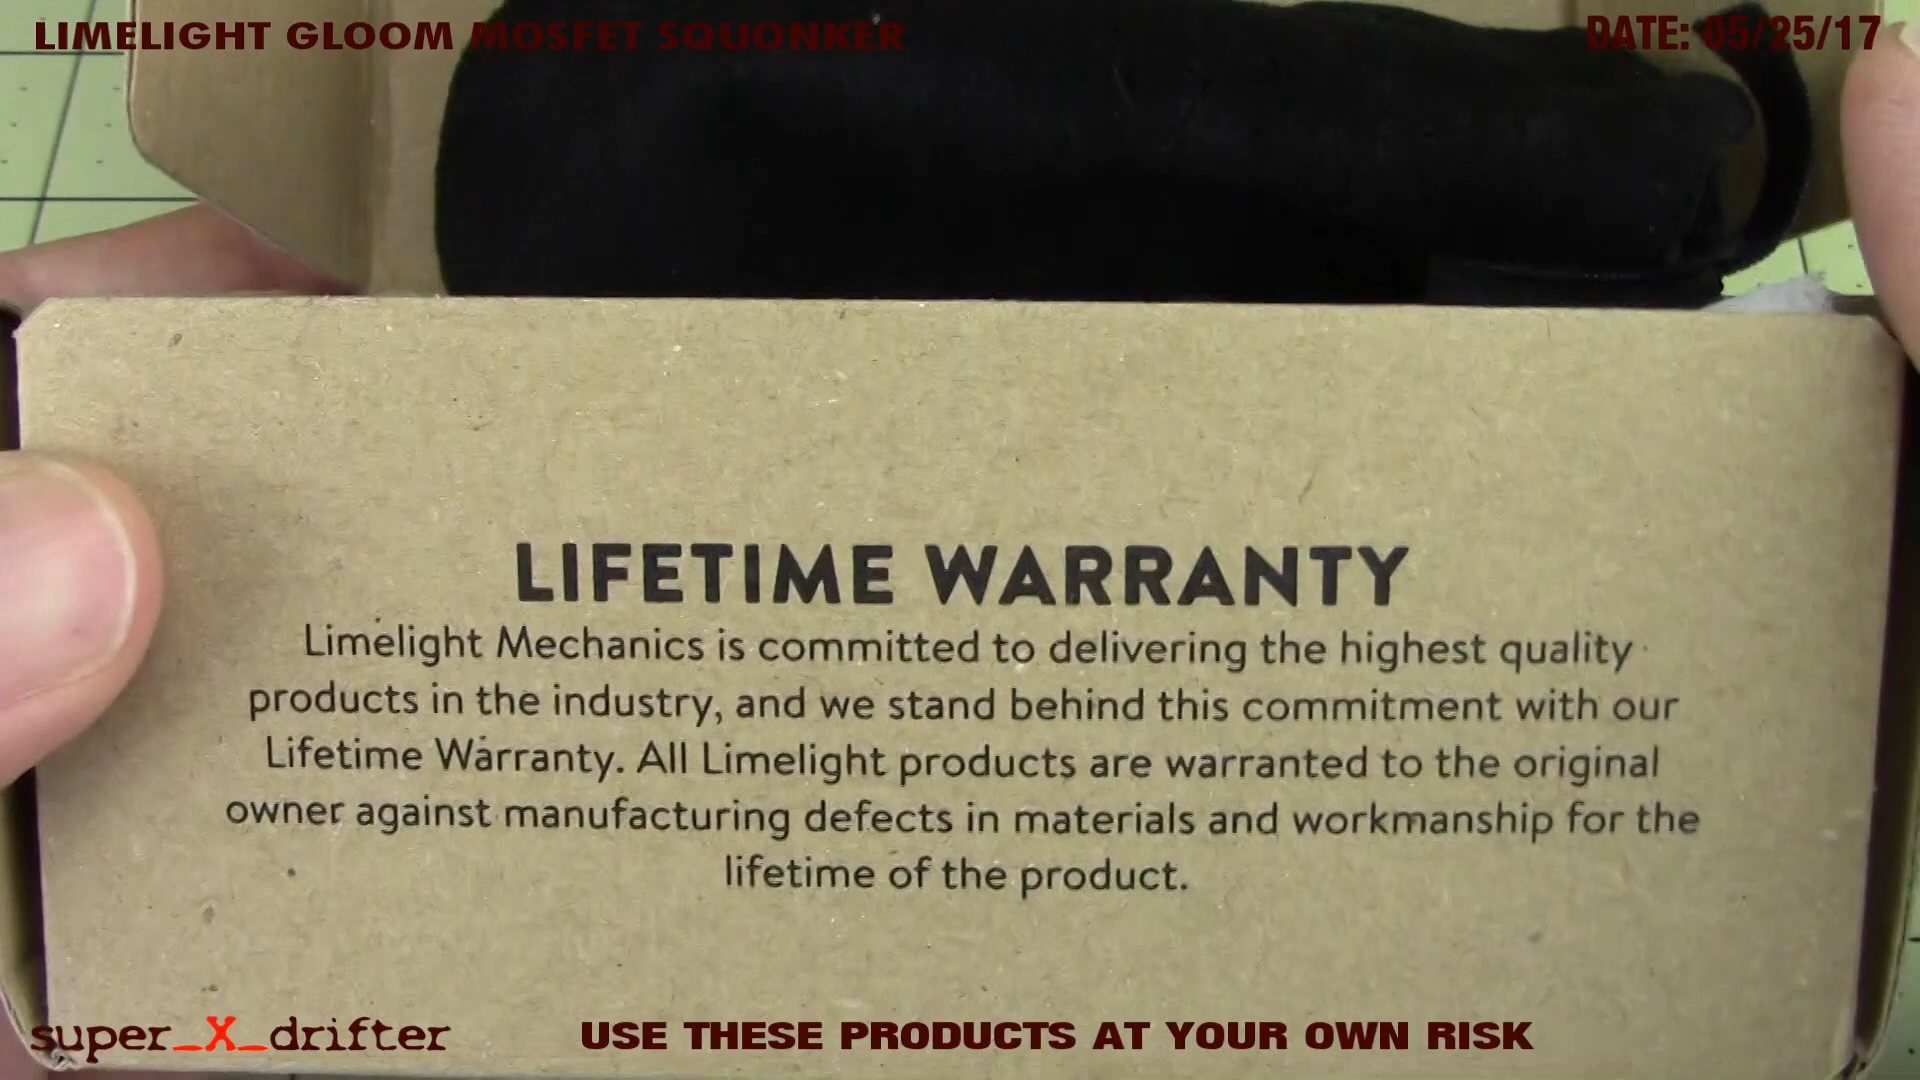 LIMELIGHT GLOOM MOSFET SQUONKER
DATE: 05/25/17
LIFETIME WARRANTY
Limelight Mechanics is committed to delivering the highest quality
products in the industry, and we stand behind this commitment with our
Lifetime Warranty. All Limelight products are warranted to the original
owner against manufacturing defects in materials and workmanship for the
lifetime of the product.
super_X_drifter
USE THESE PRODUCTS AT YOUR OWN RISK